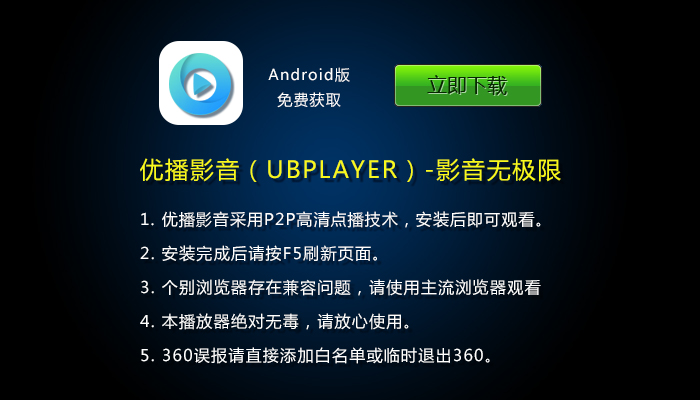 Android版
免费获取
立即下载
优播影音（UBPLAYER）-影音无极限
1. 优播影音采用P2P高清点播技术，安装后即可观看。
2. 安装完成后请按F5刷新页面。
3. 个别浏览器存在兼容问题，请使用主流浏览器观看
4. 本播放器绝对无毒，请放心使用。
5. 360误报请直接添加白名单或临时退出360。